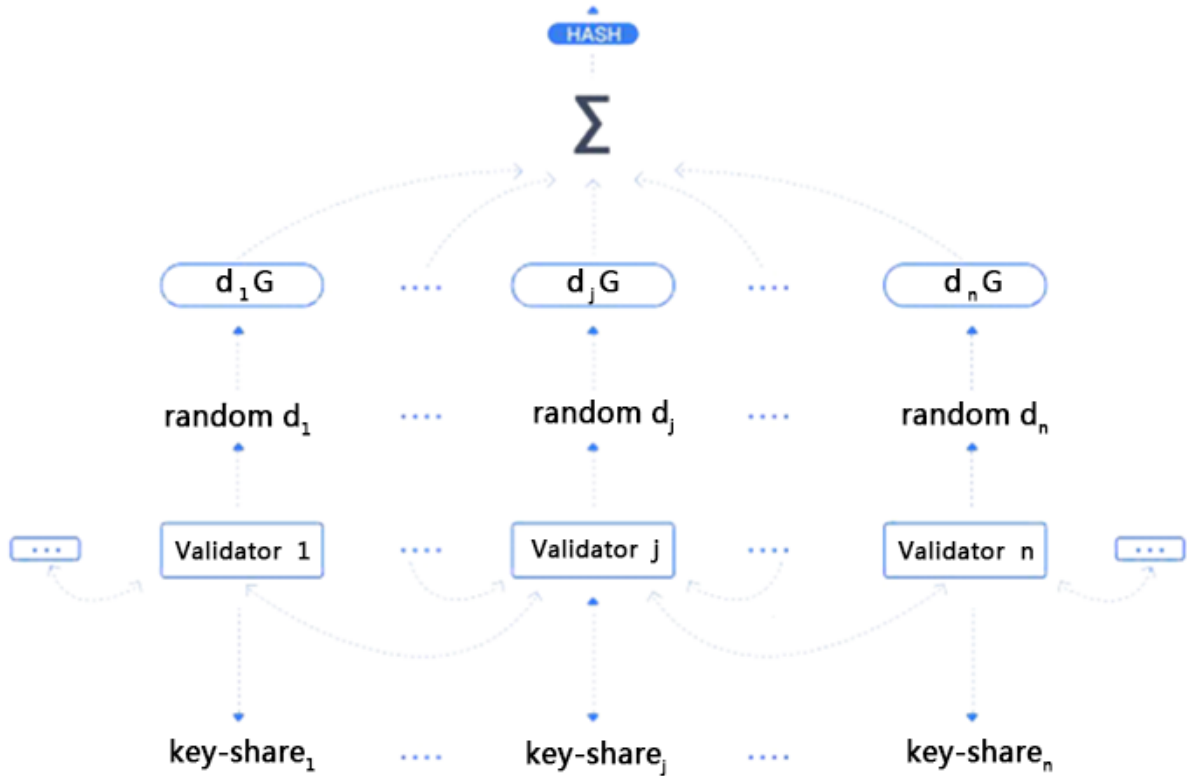 HASH
Σ
d₁G .... dⱼG .... dₙG
random d₁ .... random dⱼ .... random dₙ
... Validator 1 .... Validator j .... Validator n ...
key-share₁ .... key-shareⱼ .... key-shareₙ